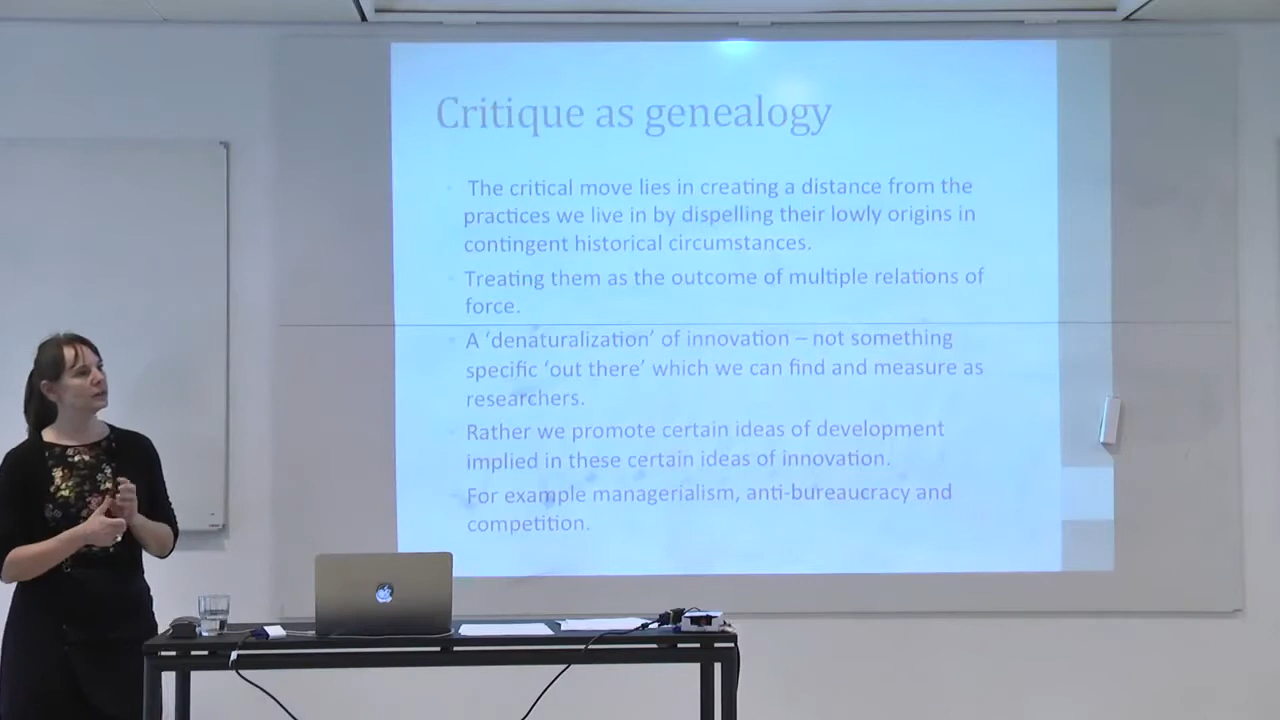 Critique as genealogy
The critical move lies in creating a distance from the
practices we live in by dispelling their lowly origins in
contingent historical circumstances.
Treating them as the outcome of multiple relations of
force.
A ‘denaturalization’ of innovation – not something
specific ‘out there’ which we can find and measure as
researchers.
Rather we promote certain ideas of development
implied in these certain ideas of innovation.
For example managerialism, anti-bureaucracy and
competition.